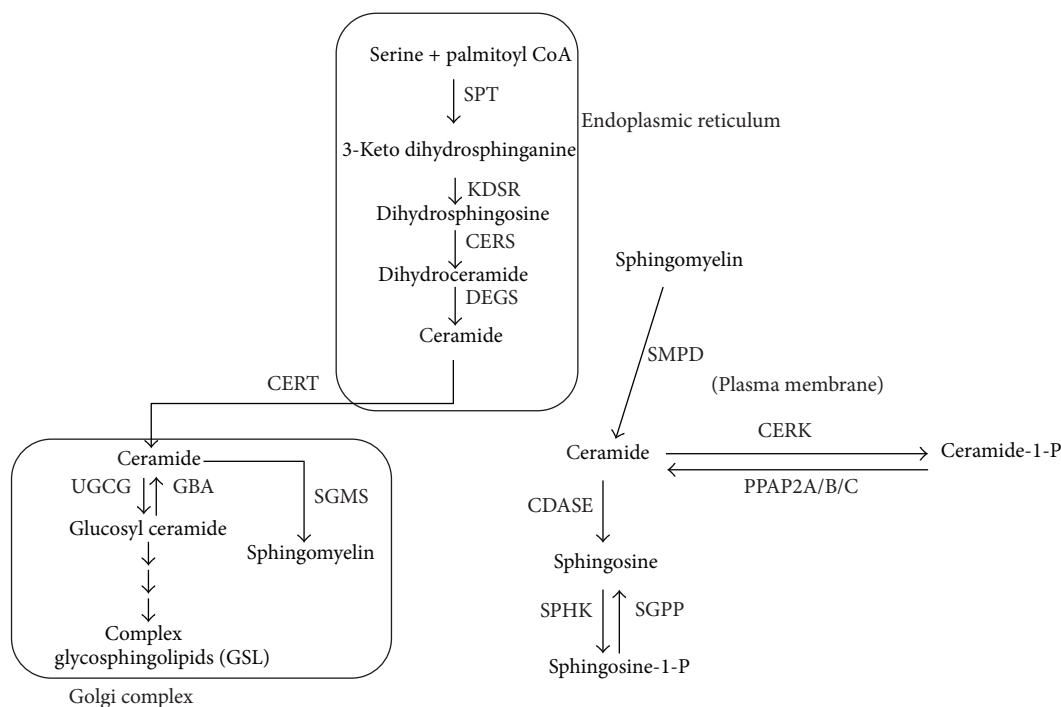 Serine + palmitoyl CoA
SPT
Endoplasmic reticulum
3-Keto dihydrosphinganine
KDSR
Dihydrosphingosine
CERS
Dihydroceramide
DEGS
Ceramide
CERT
Ceramide
UGCG
GBA
SGMS
Glucosyl ceramide
Sphingomyelin
Complex
glycosphingolipids (GSL)
Golgi complex
Sphingomyelin
SMPD
(Plasma membrane)
Ceramide
CERK
Ceramide-1-P
PPAP2A/B/C
CDASE
Sphingosine
SPHK
SGPP
Sphingosine-1-P